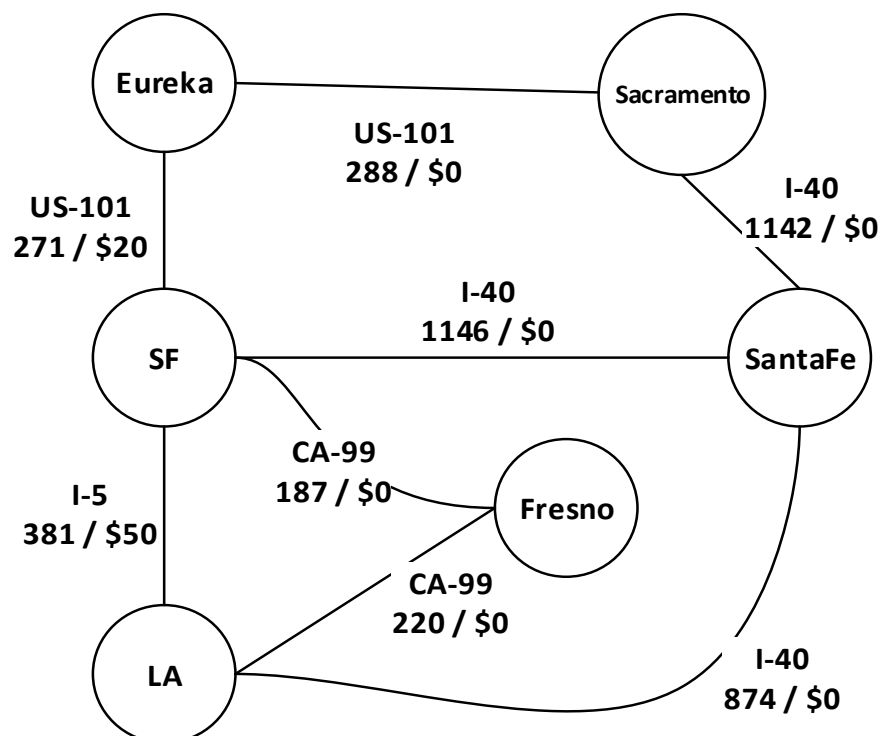 Eureka
Sacramento
US-101
288 / $0
I-40
1142 / $0
US-101
271 / $20
I-40
1146 / $0
SF
SantaFe
CA-99
187 / $0
I-5
381 / $50
Fresno
CA-99
220 / $0
LA
I-40
874 / $0